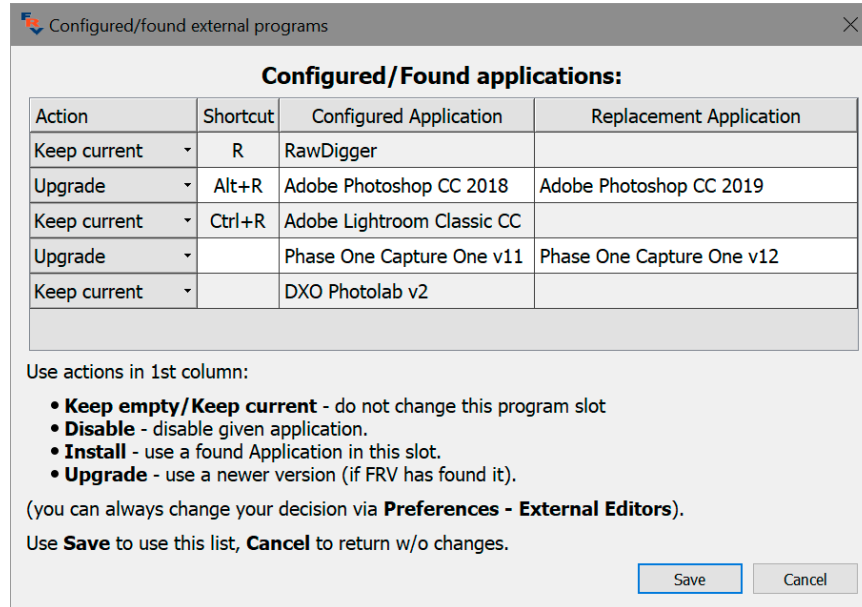 Configured/found external programs
Configured/Found applications:
Action Shortcut Configured Application Replacement Application
Keep current R RawDigger
Upgrade Alt+R Adobe Photoshop CC 2018 Adobe Photoshop CC 2019
Keep current Ctrl+R Adobe Lightroom Classic CC
Upgrade Phase One Capture One v11 Phase One Capture One v12
Keep current DXO Photolab v2
Use actions in 1st column:
• Keep empty/Keep current - do not change this program slot
• Disable - disable given application.
• Install - use a found Application in this slot.
• Upgrade - use a newer version (if FRV has found it).
(you can always change your decision via Preferences - External Editors).
Use Save to use this list, Cancel to return w/o changes.
Save Cancel